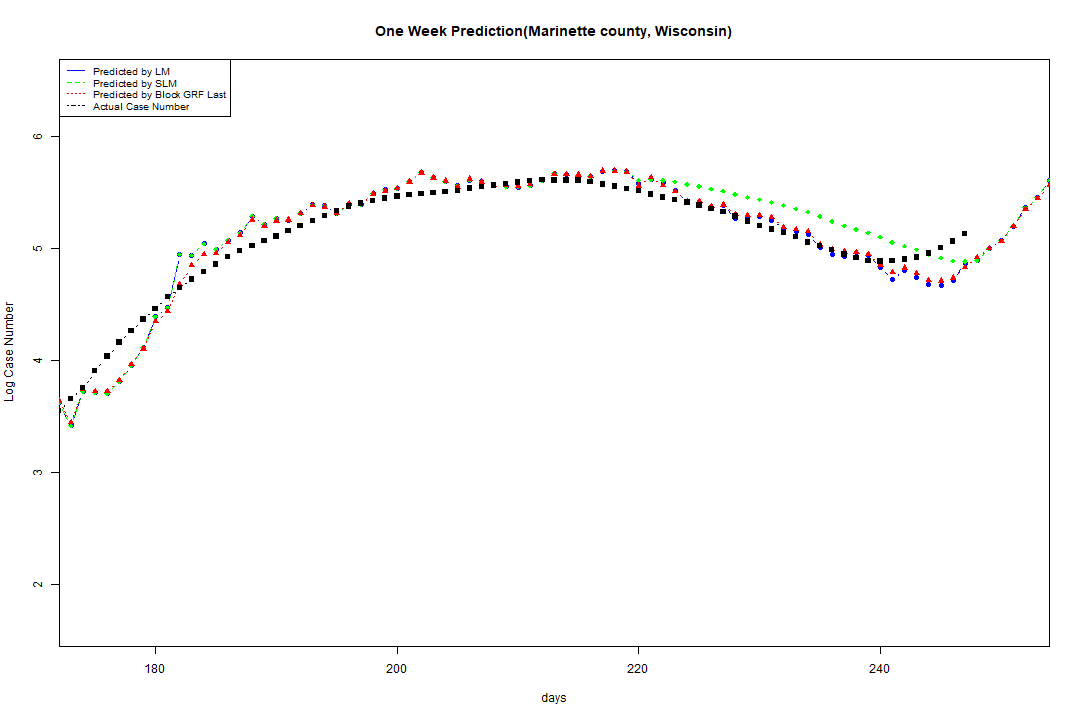 One Week Prediction(Marinette county, Wisconsin)
Predicted by LM
Predicted by SLM
Predicted by Block GRF Last
Actual Case Number
6
5
4
3
2
Log Case Number
180 200 220 240
days